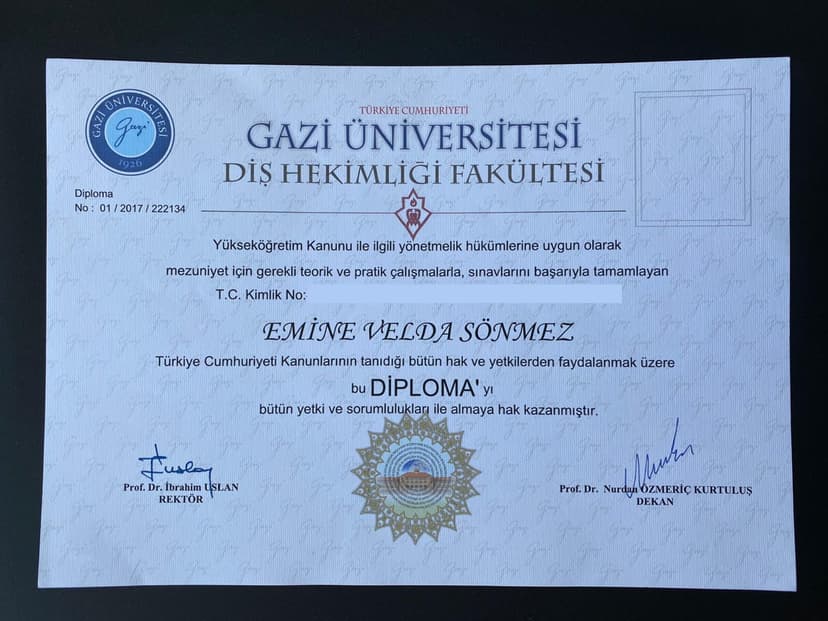 GAZİ ÜNİVERSİTESİ
Gazi
1926
TÜRKİYE CUMHURİYETİ
GAZİ ÜNİVERSİTESİ
DİŞ HEKİMLİĞİ FAKÜLTESİ
Diploma
No : 01 / 2017 / 222134
Yükseköğretim Kanunu ile ilgili yönetmelik hükümlerine uygun olarak
mezuniyet için gerekli teorik ve pratik çalışmalarla, sınavlarını başarıyla tamamlayan
T.C. Kimlik No:
EMİNE VELDA SÖNMEZ
Türkiye Cumhuriyeti Kanunlarının tanıdığı bütün hak ve yetkilerden faydalanmak üzere
bu DİPLOMA' yı
bütün yetki ve sorumlulukları ile almaya hak kazanmıştır.
Prof. Dr. İbrahim USLAN
REKTÖR
Prof. Dr. Nurdan ÖZMERİÇ KURTULUŞ
DEKAN